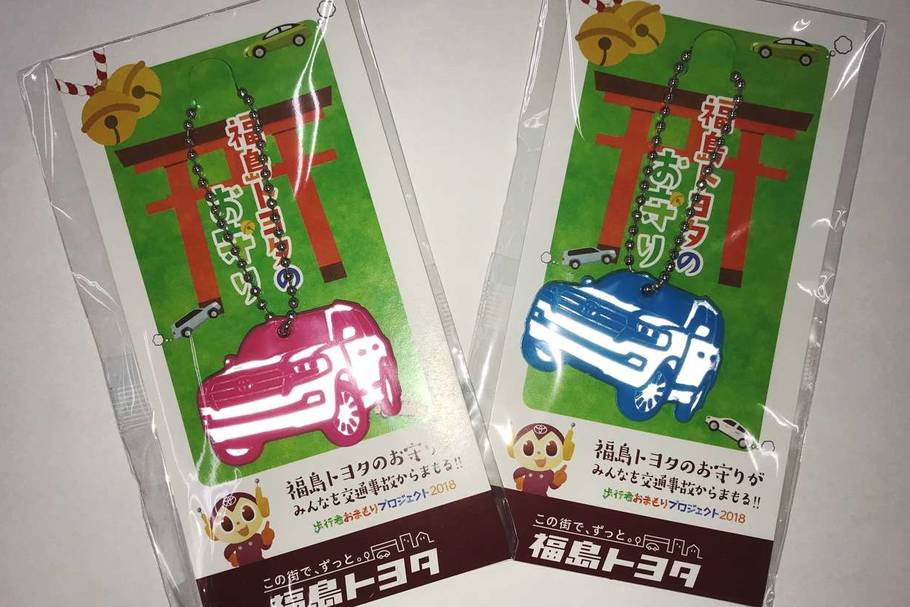 福島トヨタの
お守り
福島トヨタのお守り
みんなを交通事故からまもる!!
歩行者おまもりプロジェクト2018
この街で、ずっと。
福島トヨタ
福島トヨタの
お守り
福島トヨタのお守りが
みんなを交通事故からまもる!!
歩行者おまもりプロジェクト2018
この街で、ずっと。
福島トヨタ